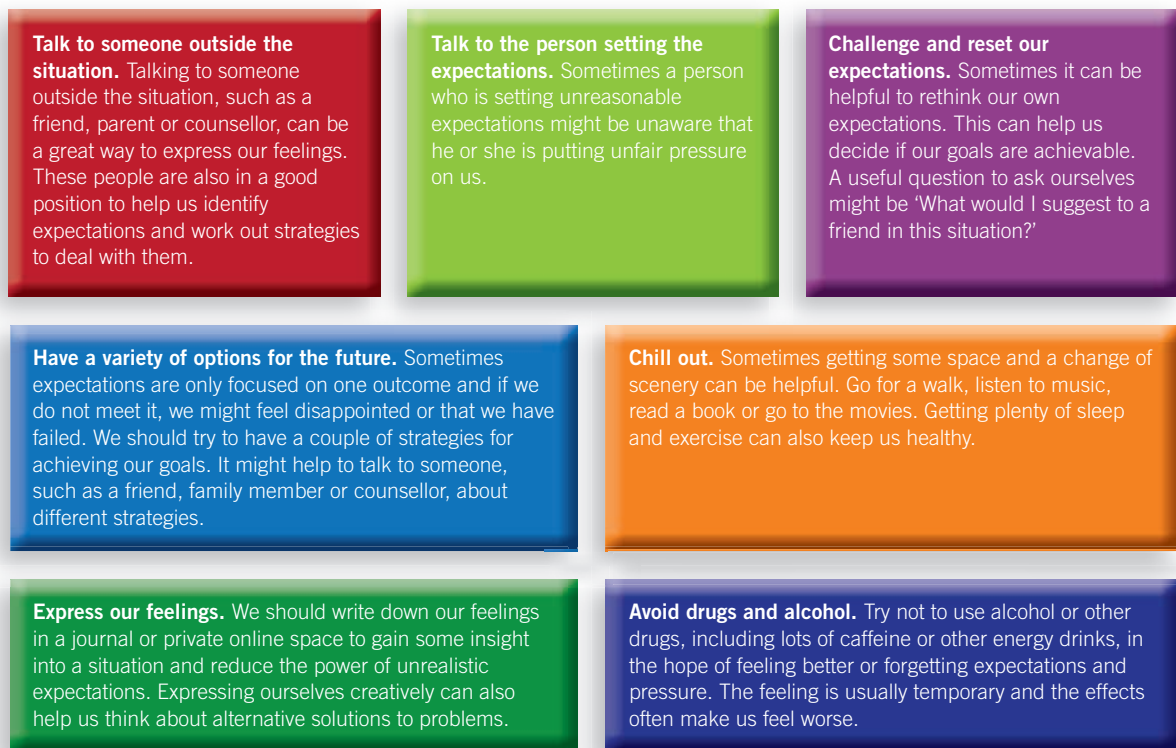 Talk to someone outside the
situation. Talking to someone
outside the situation, such as a
friend, parent or counsellor, can be
a great way to express our feelings.
These people are also in a good
position to help us identify
expectations and work out strategies
to deal with them.
Talk to the person setting the
expectations. Sometimes a person
who is setting unreasonable
expectations might be unaware that
he or she is putting unfair pressure
on us.
Challenge and reset our
expectations. Sometimes it can be
helpful to rethink our own
expectations. This can help us
decide if our goals are achievable.
A useful question to ask ourselves
might be ‘What would I suggest to a
friend in this situation?’
Have a variety of options for the future. Sometimes
expectations are only focused on one outcome and if we
do not meet it, we might feel disappointed or that we have
failed. We should try to have a couple of strategies for
achieving our goals. It might help to talk to someone,
such as a friend, family member or counsellor, about
different strategies.
Chill out. Sometimes getting some space and a change of
scenery can be helpful. Go for a walk, listen to music,
read a book or go to the movies. Getting plenty of sleep
and exercise can also keep us healthy.
Express our feelings. We should write down our feelings
in a journal or private online space to gain some insight
into a situation and reduce the power of unrealistic
expectations. Expressing ourselves creatively can also
help us think about alternative solutions to problems.
Avoid drugs and alcohol. Try not to use alcohol or other
drugs, including lots of caffeine or other energy drinks, in
the hope of feeling better or forgetting expectations and
pressure. The feeling is usually temporary and the effects
often make us feel worse.